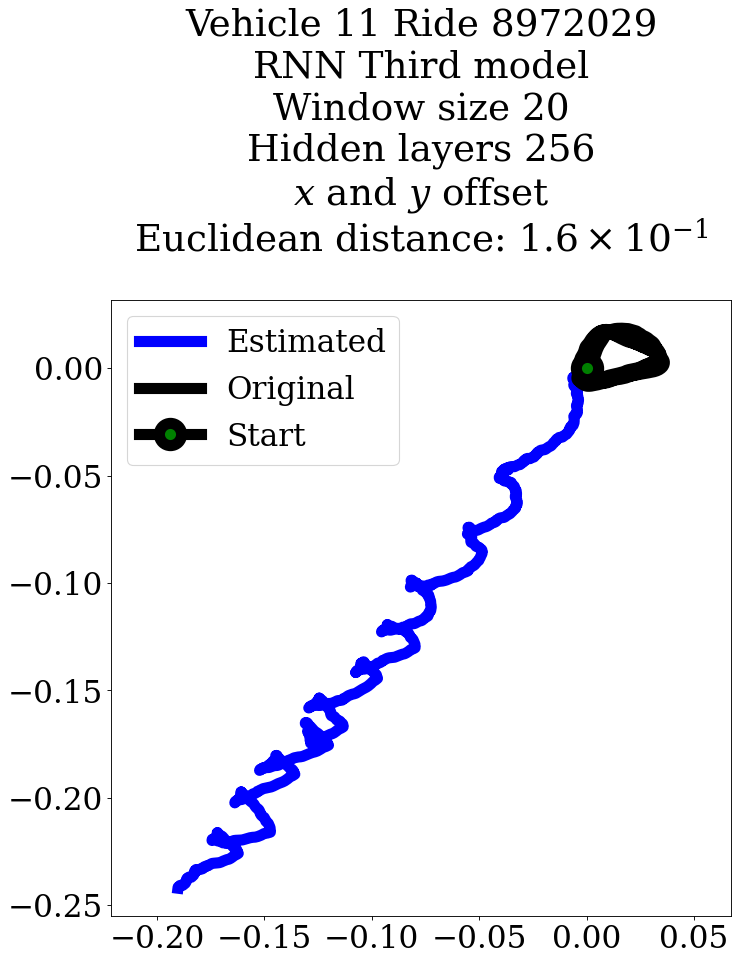 Vehicle 11 Ride 8972029
RNN Third model
Window size 20
Hidden layers 256
x and y offset
Euclidean distance: 1.6 × 10⁻¹
Estimated
Original
Start
0.00
−0.05
−0.10
−0.15
−0.20
−0.25
−0.20 −0.15 −0.10 −0.05 0.00 0.05